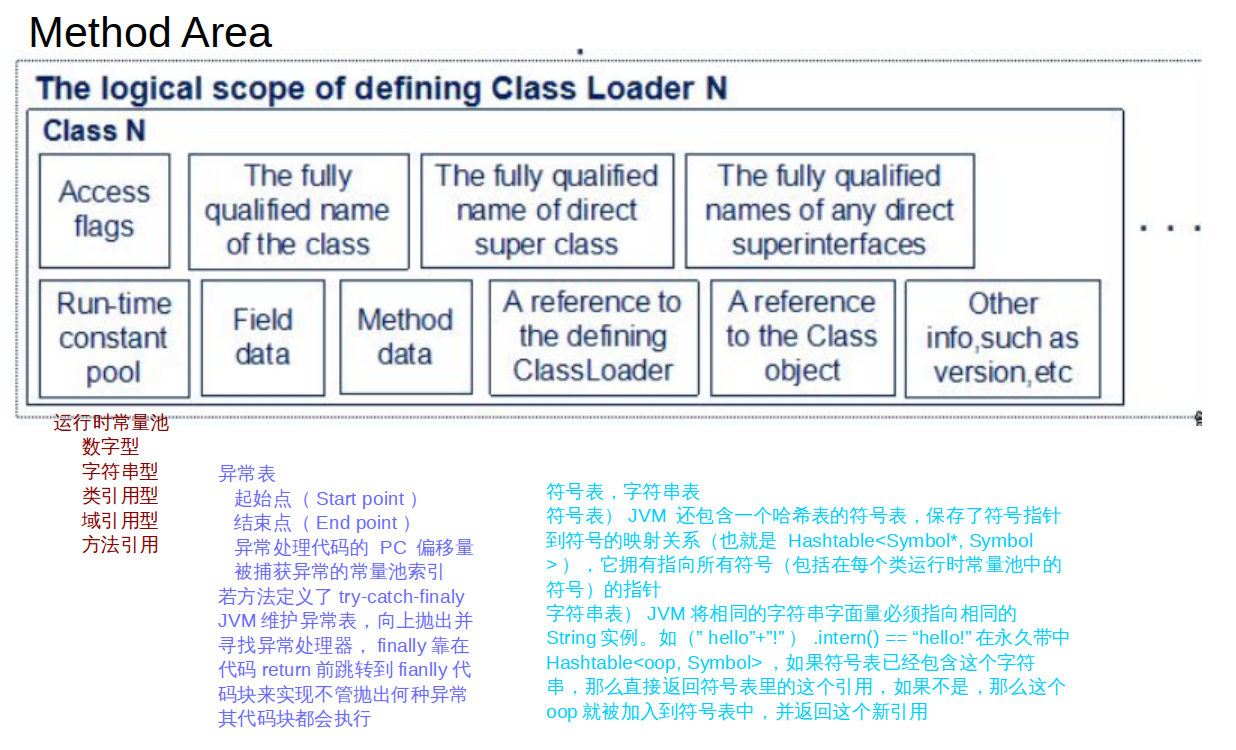 Method Area
The logical scope of defining Class Loader N
Class N
Access
flags
The fully
qualified name
of the class
The fully qualified
name of direct
super class
The fully qualified
names of any direct
superinterfaces
. . .
Run-time
constant
pool
Field
data
Method
data
A reference to
the defining
ClassLoader
A reference
to the Class
object
Other
info,such as
version,etc
运行时常量池
数字型
字符串型
类引用型
域引用型
方法引用
异常表
起始点（ Start point ）
结束点（ End point ）
异常处理代码的 PC 偏移量
被捕获异常的常量池索引
若方法定义了 try-catch-finaly
JVM 维护异常表，向上抛出并
寻找异常处理器， finally 靠在
代码 return 前跳转到 fianlly 代
码块来实现不管抛出何种异常
其代码块都会执行
符号表，字符串表
符号表） JVM 还包含一个哈希表的符号表，保存了符号指针
到符号的映射关系（也就是 Hashtable<Symbol*, Symbol
> ），它拥有指向所有符号（包括在每个类运行时常量池中的
符号）的指针
字符串表） JVM 将相同的字符串字面量必须指向相同的
String 实例。如（” hello”+”!” ） .intern() == “hello!” 在永久带中
Hashtable<oop, Symbol> ，如果符号表已经包含这个字符
串，那么直接返回符号表里的这个引用，如果不是，那么这个
oop 就被加入到符号表中，并返回这个新引用